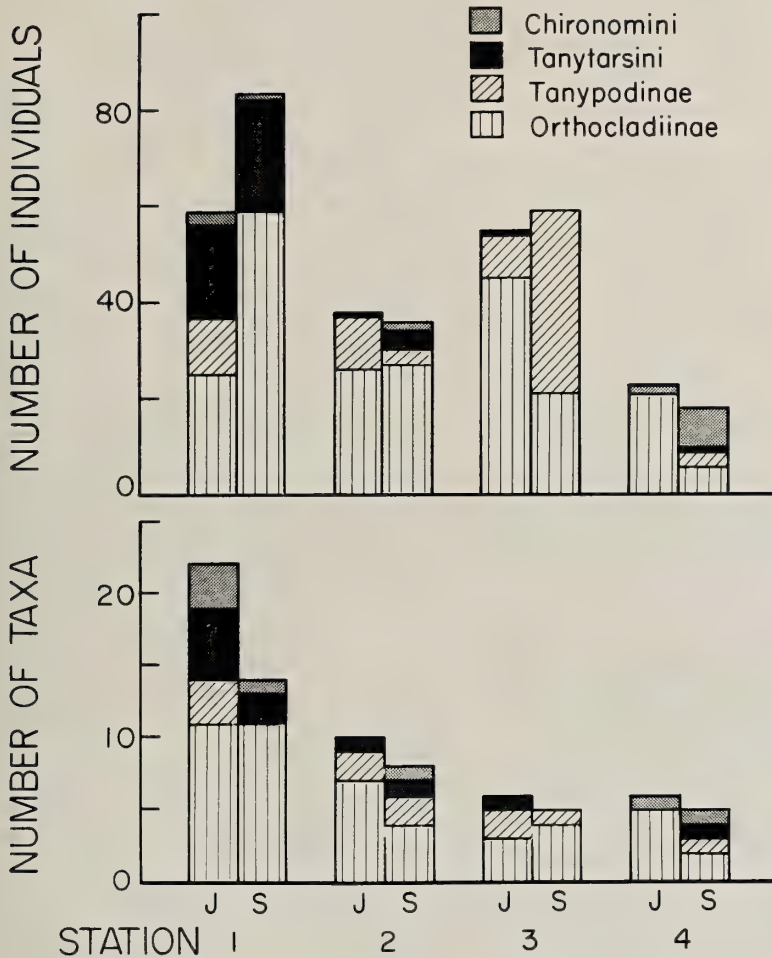 Chironomini
Tanytarsini
Tanypodinae
Orthocladiinae
NUMBER OF INDIVIDUALS
80
40
0
NUMBER OF TAXA
20
10
0
J S J S J S J S
STATION 1 2 3 4